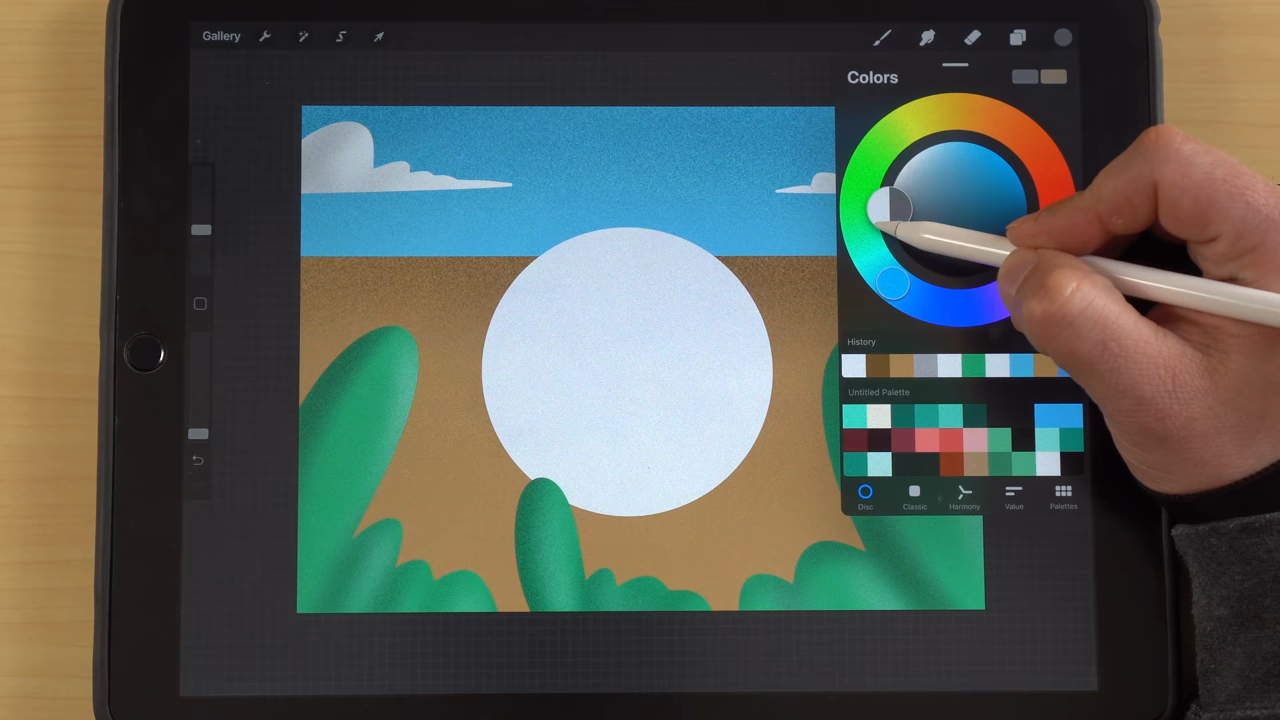 Gallery
Colors
History
Untitled Palette
Disc
Classic
Harmony
Value
Palettes